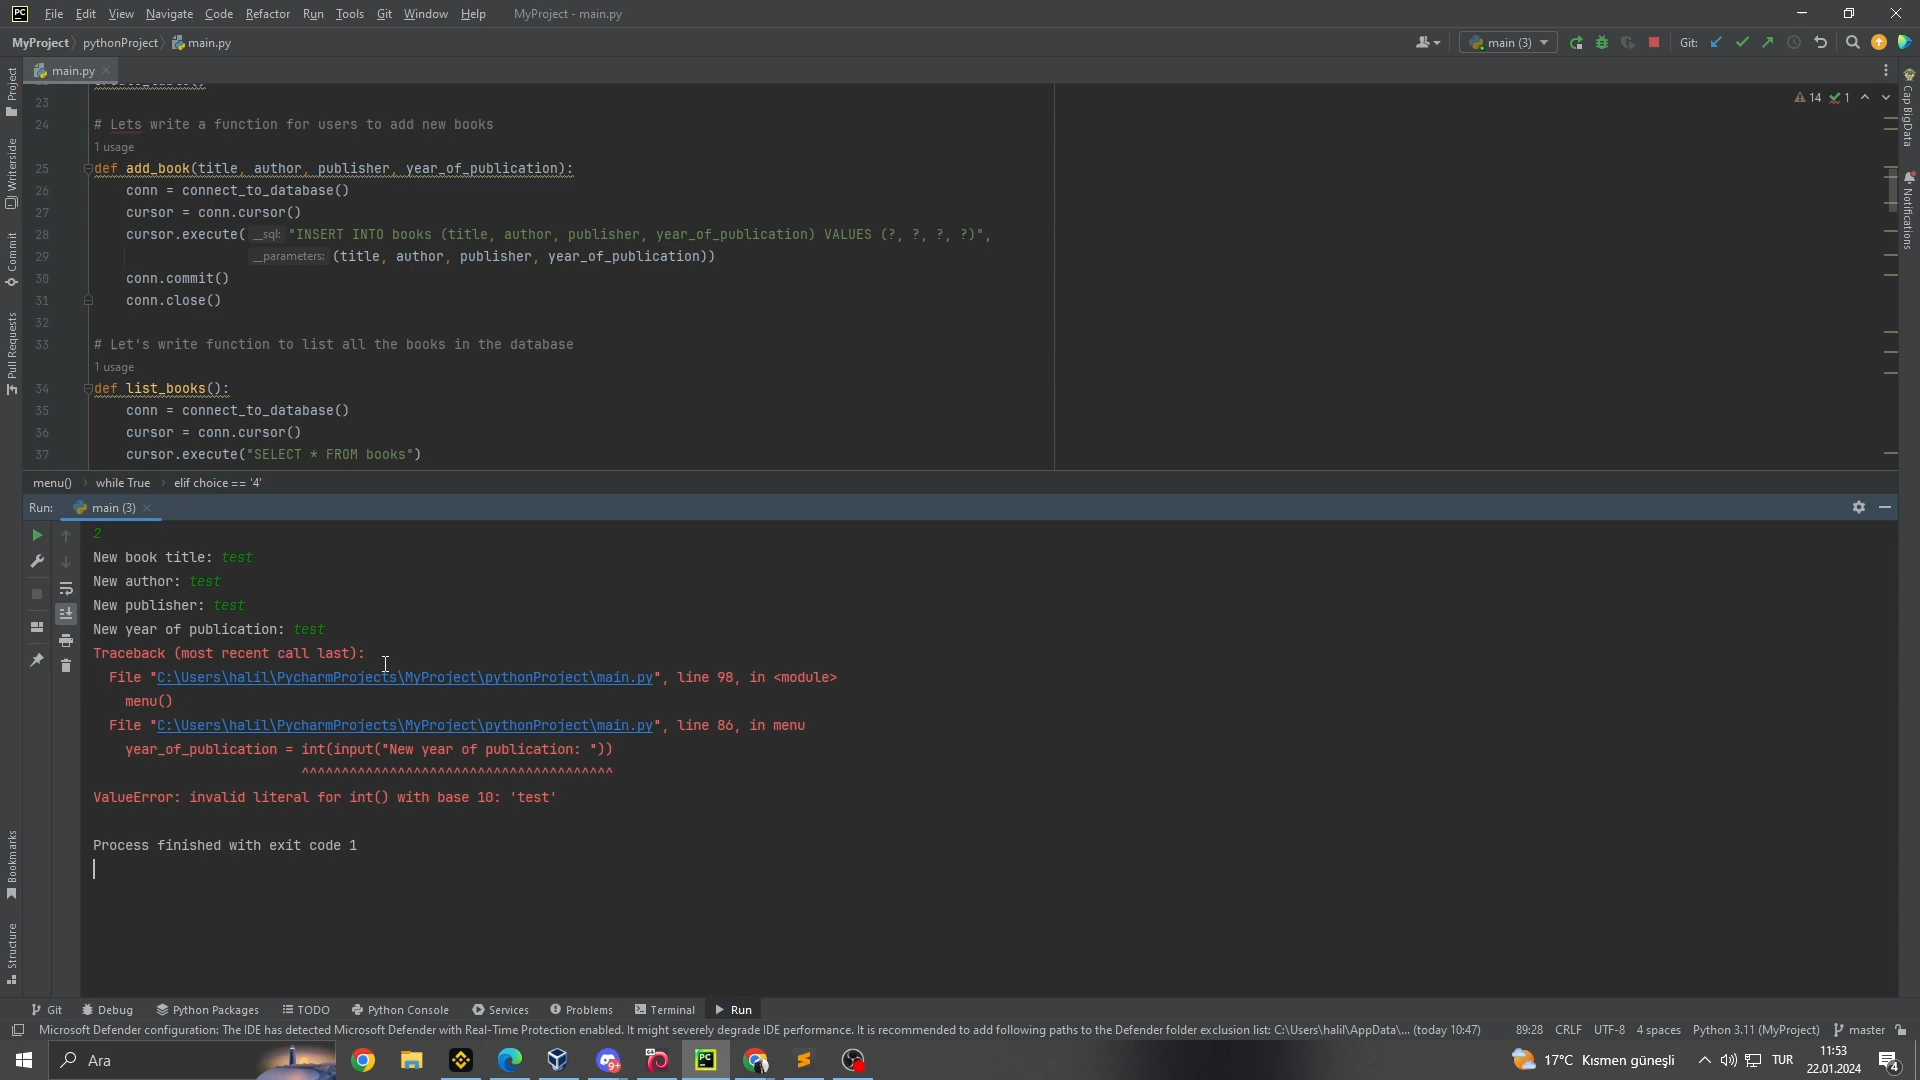 File Edit View Navigate Code Refactor Run Tools Git Window Help MyProject - main.py
MyProject pythonProject main.py main (3) Git:
main.py
Project
Writerside
Commit
Pull Requests
Bookmarks
Structure
Cap BigData
Notifications
14 1
23
24 # Lets write a function for users to add new books
1 usage
25 def add_book(title, author, publisher, year_of_publication):
26 conn = connect_to_database()
27 cursor = conn.cursor()
28 cursor.execute( __sql: "INSERT INTO books (title, author, publisher, year_of_publication) VALUES (?, ?, ?, ?)",
29 __parameters: (title, author, publisher, year_of_publication))
30 conn.commit()
31 conn.close()
32
33 # Let's write function to list all the books in the database
1 usage
34 def list_books():
35 conn = connect_to_database()
36 cursor = conn.cursor()
37 cursor.execute("SELECT * FROM books")
menu() while True elif choice == '4'
Run: main (3)
2
New book title: test
New author: test
New publisher: test
New year of publication: test
Traceback (most recent call last):
File "C:\Users\halil\PycharmProjects\MyProject\pythonProject\main.py", line 98, in <module>
menu()
File "C:\Users\halil\PycharmProjects\MyProject\pythonProject\main.py", line 86, in menu
year_of_publication = int(input("New year of publication: "))
^^^^^^^^^^^^^^^^^^^^^^^^^^^^^^^^^^^^^^^
ValueError: invalid literal for int() with base 10: 'test'
Process finished with exit code 1
Git Debug Python Packages TODO Python Console Services Problems Terminal Run
Microsoft Defender configuration: The IDE has detected Microsoft Defender with Real-Time Protection enabled. It might severely degrade IDE performance. It is recommended to add following paths to the Defender folder exclusion list: C:\Users\halil\AppData\... (today 10:47) 89:28 CRLF UTF-8 4 spaces Python 3.11 (MyProject) master
Ara 17°C Kısmen güneşli TUR 11:53
22.01.2024 4